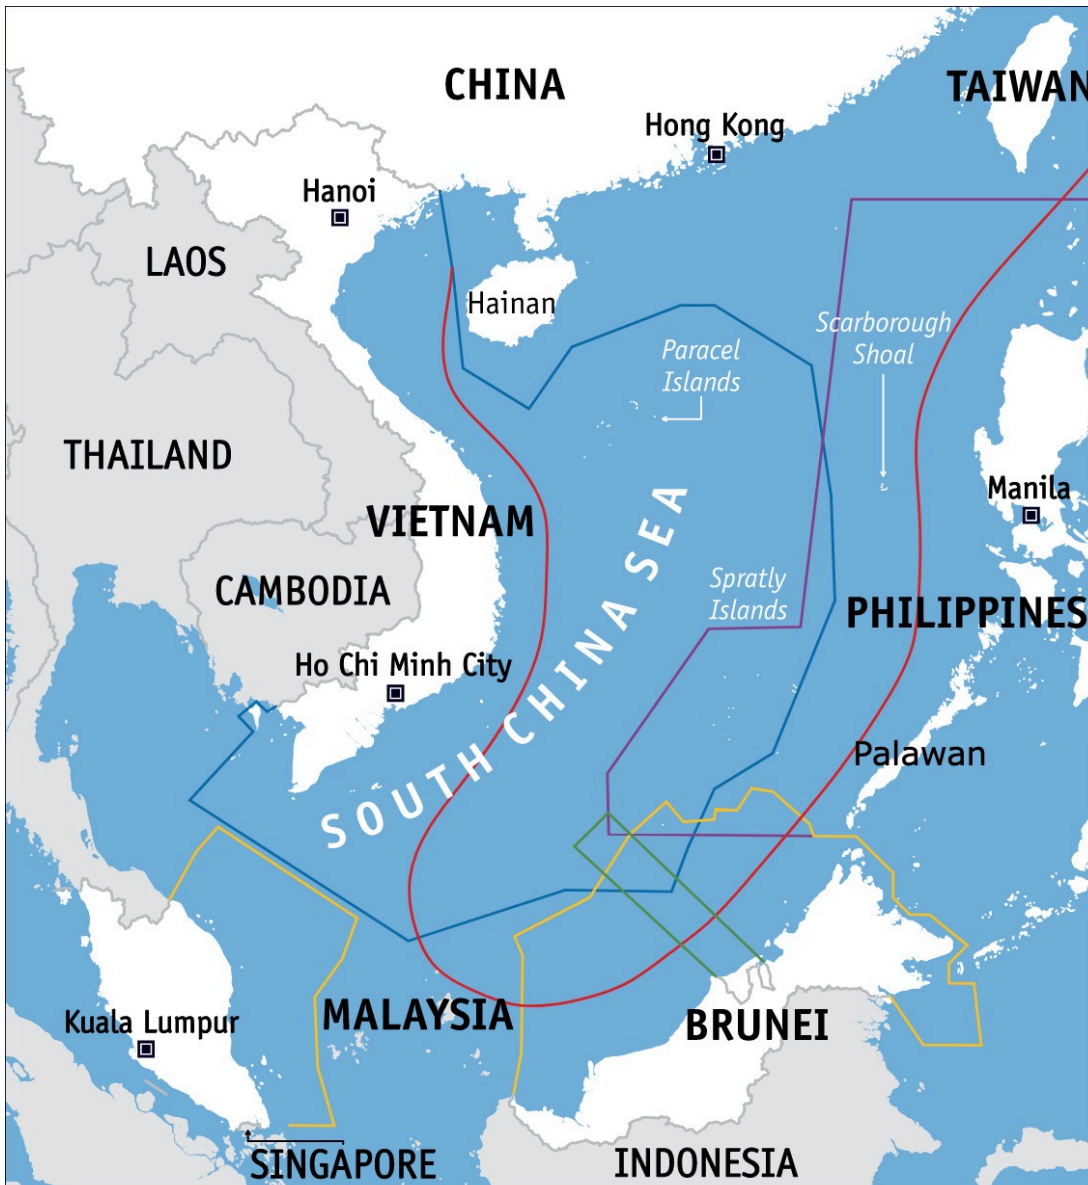 CHINA
TAIWAN
Hong Kong
Hanoi
LAOS
Hainan
Scarborough
Shoal
Paracel
Islands
THAILAND
Manila
VIETNAM
CAMBODIA
Spratly
Islands
PHILIPPINES
Ho Chi Minh City
SOUTH CHINA SEA
Palawan
MALAYSIA
Kuala Lumpur
BRUNEI
SINGAPORE
INDONESIA